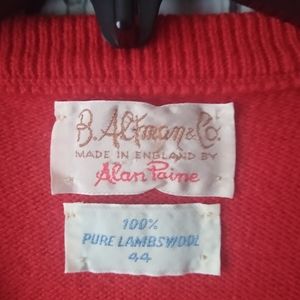 B. Altman & Co.
MADE IN ENGLAND BY
Alan Paine
100%
PURE LAMBSWOOL
44